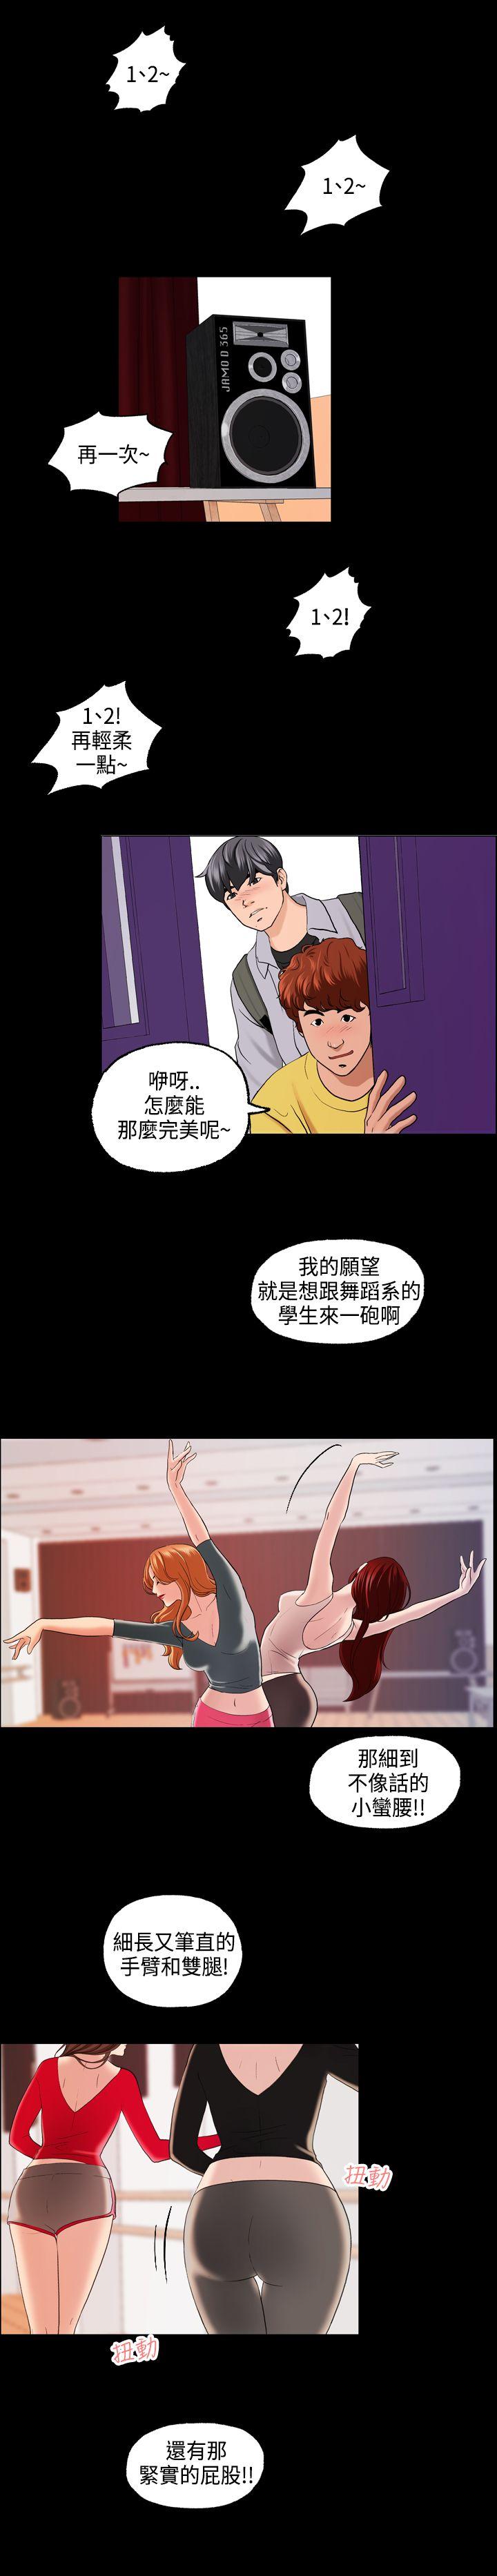 1、2~
1、2~
JAMO D 365
再一次~
1、2!
1、2!
再輕柔
一點~
咿呀..
怎麼能
那麼完美呢~
我的願望
就是想跟舞蹈系的
學生來一砲啊
那細到
不像話的
小蠻腰!!
細長又筆直的
手臂和雙腿!
扭動
扭動
還有那
緊實的屁股!!